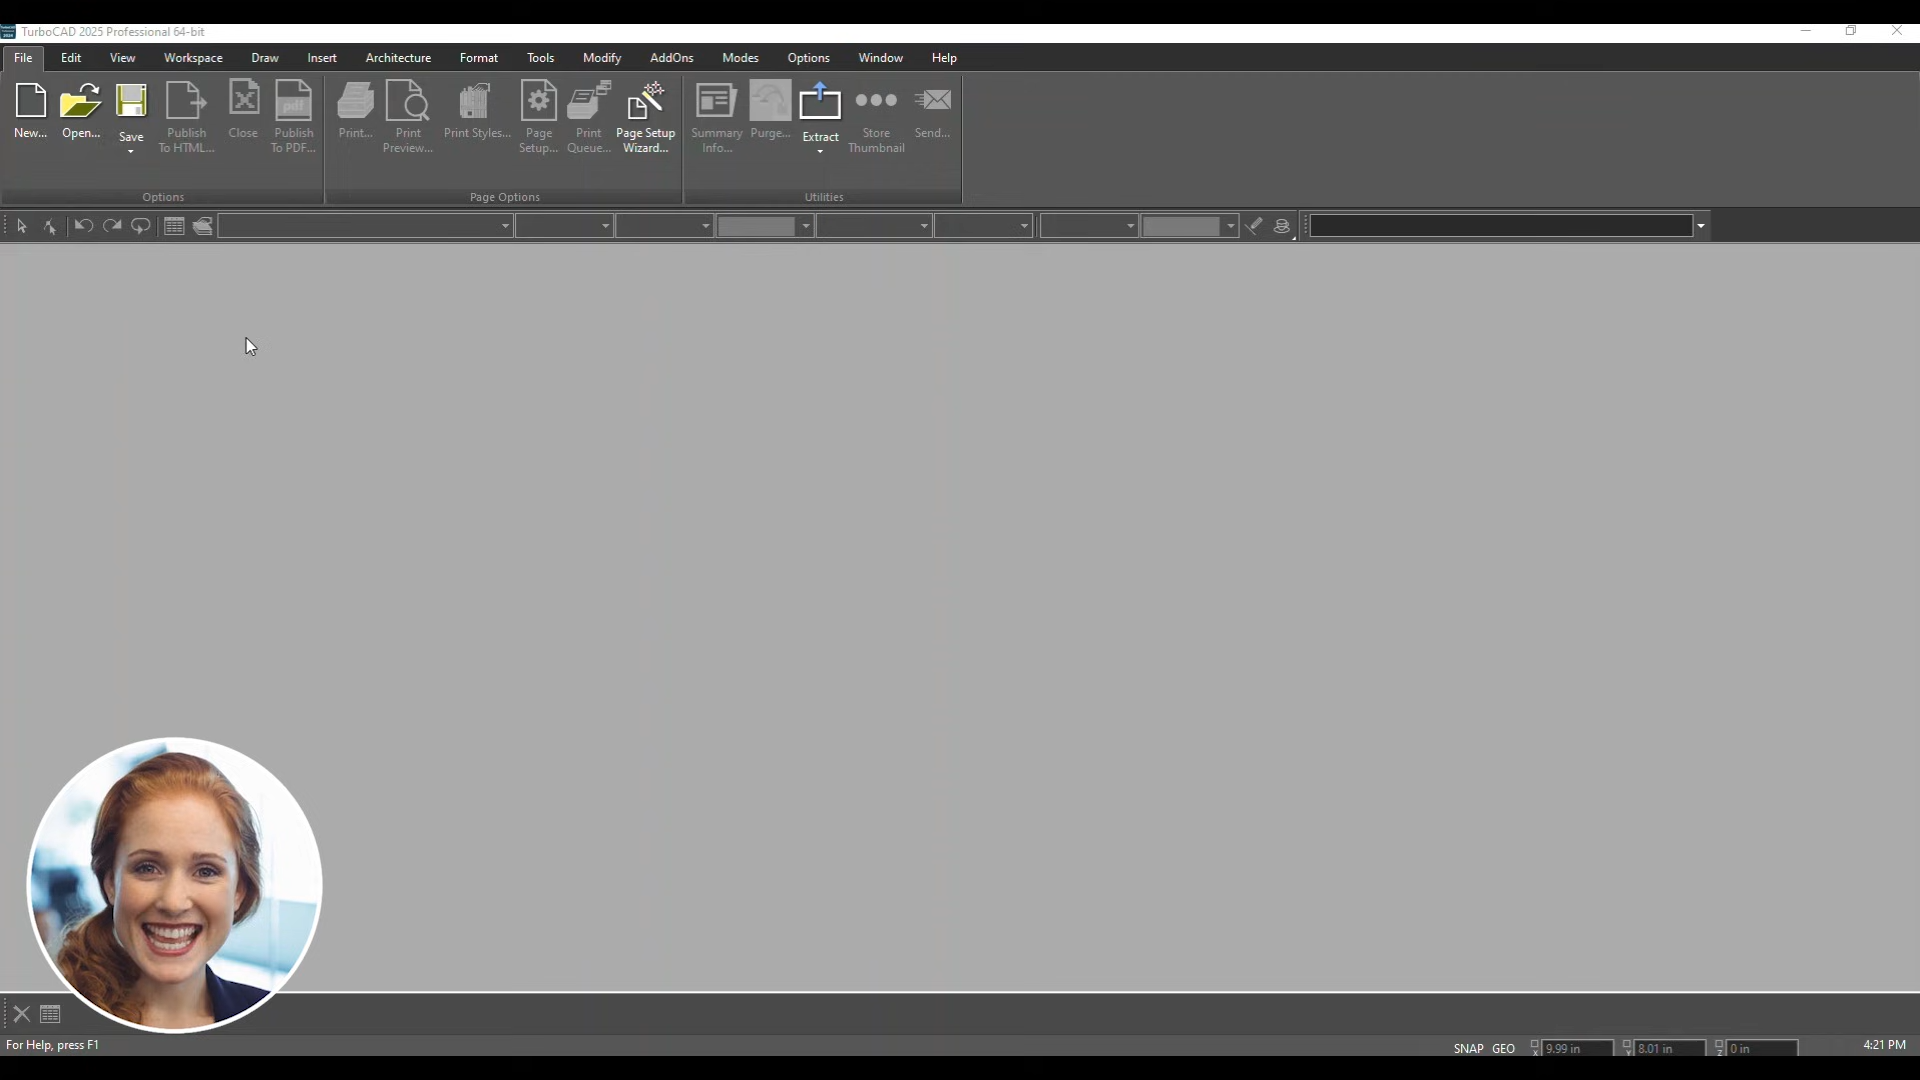 TurboCAD 2025 Professional 64-bit
File Edit View Workspace Draw Insert Architecture Format Tools Modify AddOns Modes Options Window Help
New... Open... Save Publish To HTML... Close Publish To PDF... Print... Print Preview... Print Styles... Page Setup... Print Queue... Page Setup Wizard... Summary Info... Purge... Extract Store Thumbnail Send...
pdf
Options Page Options Utilities
For Help, press F1
SNAP GEO X 9.99 in Y 8.01 in Z 0 in 4:21 PM